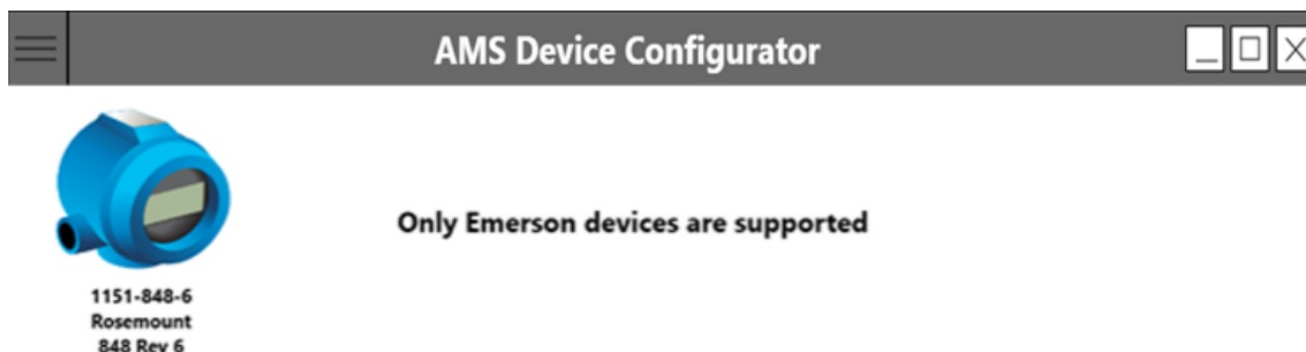 AMS Device Configurator
Only Emerson devices are supported
1151-848-6
Rosemount
848 Rev 6